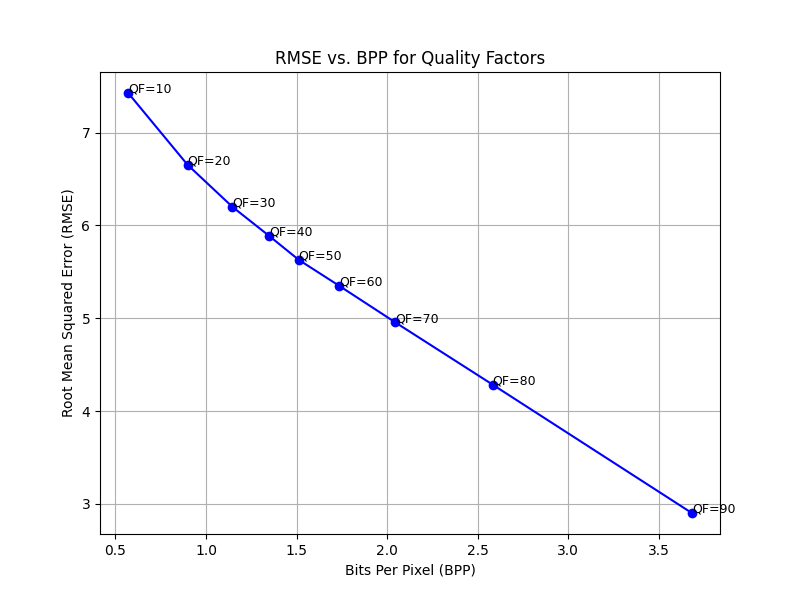 RMSE vs. BPP for Quality Factors
Root Mean Squared Error (RMSE)
7
6
5
4
3
QF=10
QF=20
QF=30
QF=40
QF=50
QF=60
QF=70
QF=80
QF=90
0.5 1.0 1.5 2.0 2.5 3.0 3.5
Bits Per Pixel (BPP)